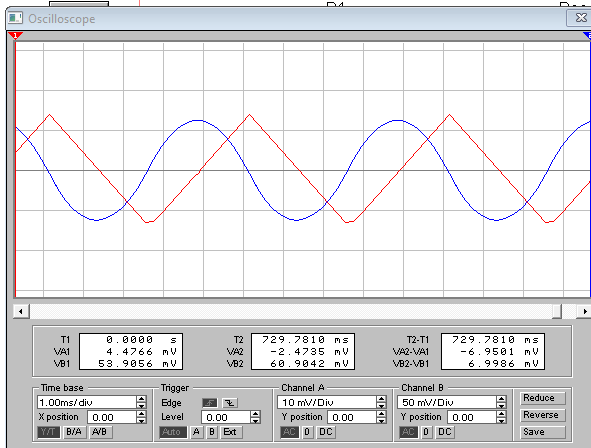 Oscilloscope
1
T1 0.0000 s T2 729.7810 ms T2-T1 729.7810 ms
VA1 4.4766 mV VA2 -2.4735 mV VA2-VA1 -6.9501 mV
VB1 53.9056 mV VB2 60.9042 mV VB2-VB1 6.9986 mV
Time base Trigger Channel A Channel B Reduce
1.00ms/div Edge 10 mV/Div 50 mV/Div Reverse
X position 0.00 Level 0.00 Y position 0.00 Y position 0.00
Y/T B/A A/B Auto A B Ext AC 0 DC AC 0 DC Save